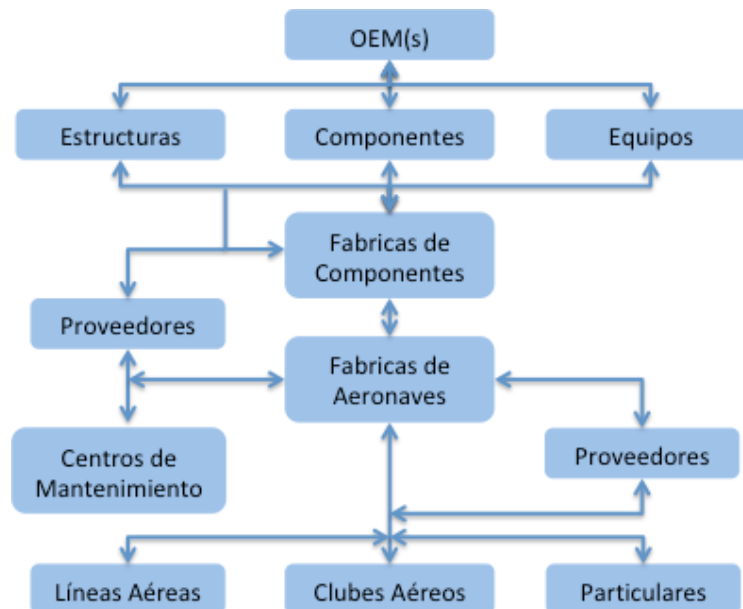 OEM(s)
Estructuras
Componentes
Equipos
Fabricas de
Componentes
Proveedores
Fabricas de
Aeronaves
Centros de
Mantenimiento
Proveedores
Líneas Aéreas
Clubes Aéreos
Particulares